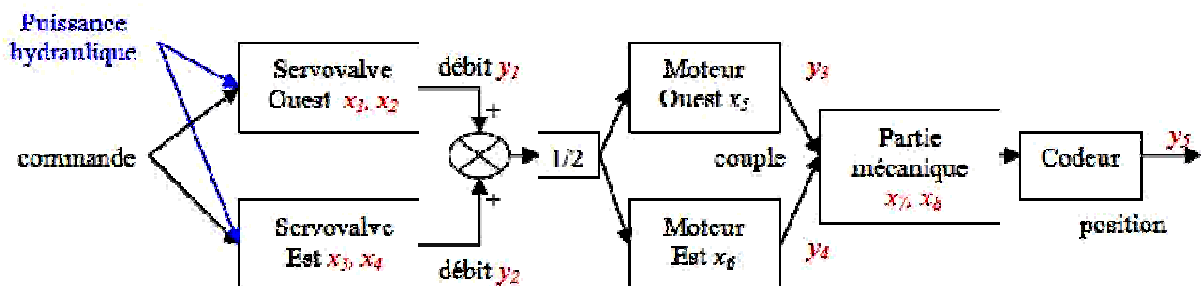 Puissance
hydraulique
commande
Servovalve
Ouest x1, x2
débit y1
+
+
1/2
Servovalve
Est x3, x4
débit y2
Moteur
Ouest x5
y3
couple
Moteur
Est x6
y4
Partie
mécanique
x7, x8
Codeur
y5
position